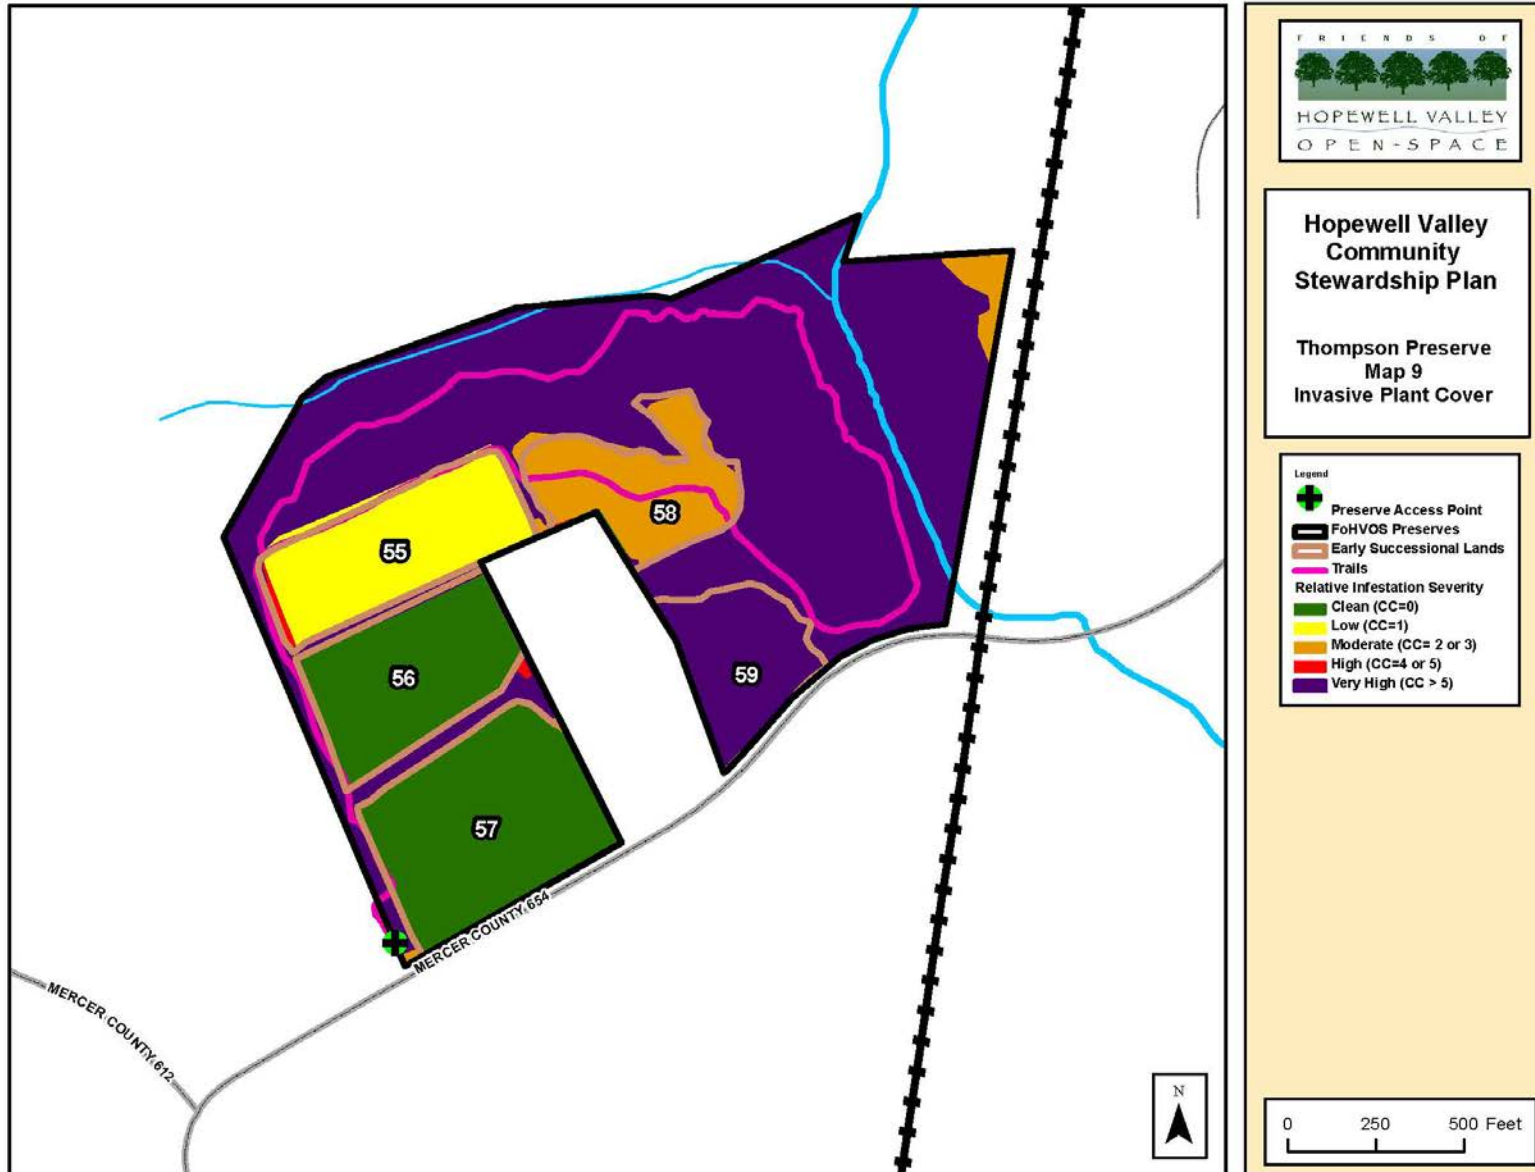 55
58
56
59
57
MERCER COUNTY 654
MERCER COUNTY 612
N
FRIENDS OF
HOPEWELL VALLEY
OPEN-SPACE
Hopewell Valley
Community
Stewardship Plan
Thompson Preserve
Map 9
Invasive Plant Cover
Legend
Preserve Access Point
FoHVOS Preserves
Early Successional Lands
Trails
Relative Infestation Severity
Clean (CC=0)
Low (CC=1)
Moderate (CC= 2 or 3)
High (CC=4 or 5)
Very High (CC > 5)
0 250 500 Feet